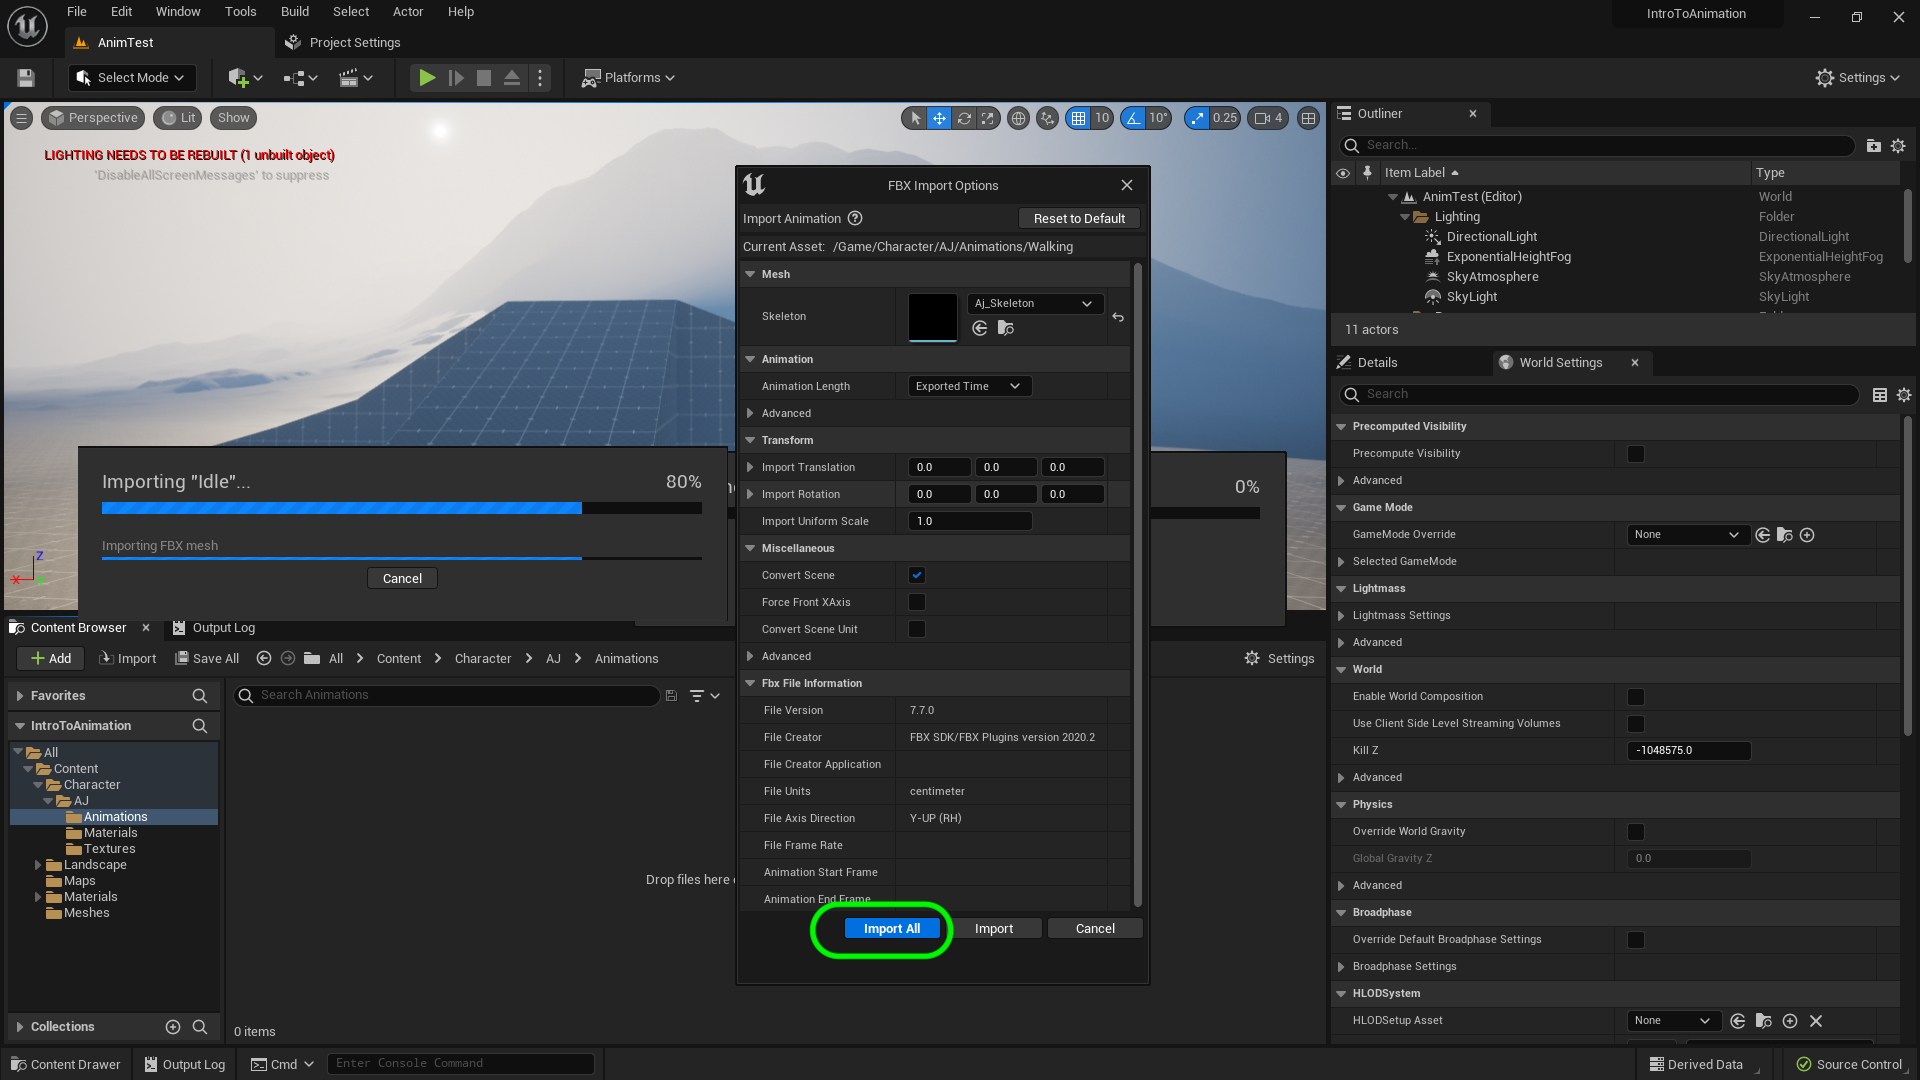 File Edit Window Tools Build Select Actor Help
IntroToAnimation
AnimTest
Project Settings
Select Mode
Platforms
Settings
Perspective
Lit
Show
10
10°
0.25
4
LIGHTING NEEDS TO BE REBUILT (1 unbuilt object)
'DisableAllScreenMessages' to suppress
Importing "Idle"...
80%
Importing FBX mesh
Cancel
0%
Z
X
FBX Import Options
Import Animation
Reset to Default
Current Asset: /Game/Character/AJ/Animations/Walking
Mesh
Skeleton
Aj_Skeleton
Animation
Animation Length
Exported Time
Advanced
Transform
Import Translation 0.0 0.0 0.0
Import Rotation 0.0 0.0 0.0
Import Uniform Scale 1.0
Miscellaneous
Convert Scene
Force Front XAxis
Convert Scene Unit
Advanced
Fbx File Information
File Version 7.7.0
File Creator FBX SDK/FBX Plugins version 2020.2
File Creator Application
File Units centimeter
File Axis Direction Y-UP (RH)
File Frame Rate
Animation Start Frame
Animation End Frame
Import All
Import
Cancel
Content Browser
Output Log
Add
Import
Save All
All
Content
Character
AJ
Animations
Settings
Favorites
Search Animations
IntroToAnimation
All
Content
Character
AJ
Animations
Materials
Textures
Landscape
Maps
Materials
Meshes
Drop files here
Collections
0 items
Outliner
Search...
Item Label Type
AnimTest (Editor) World
Lighting Folder
DirectionalLight DirectionalLight
ExponentialHeightFog ExponentialHeightFog
SkyAtmosphere SkyAtmosphere
SkyLight SkyLight
11 actors
Details
World Settings
Search
Precomputed Visibility
Precompute Visibility
Advanced
Game Mode
GameMode Override None
Selected GameMode
Lightmass
Lightmass Settings
Advanced
World
Enable World Composition
Use Client Side Level Streaming Volumes
Kill Z -1048575.0
Advanced
Physics
Override World Gravity
Global Gravity Z 0.0
Advanced
Broadphase
Override Default Broadphase Settings
Broadphase Settings
HLODSystem
HLODSetup Asset None
Content Drawer
Output Log
Cmd
Enter Console Command
Derived Data
Source Control